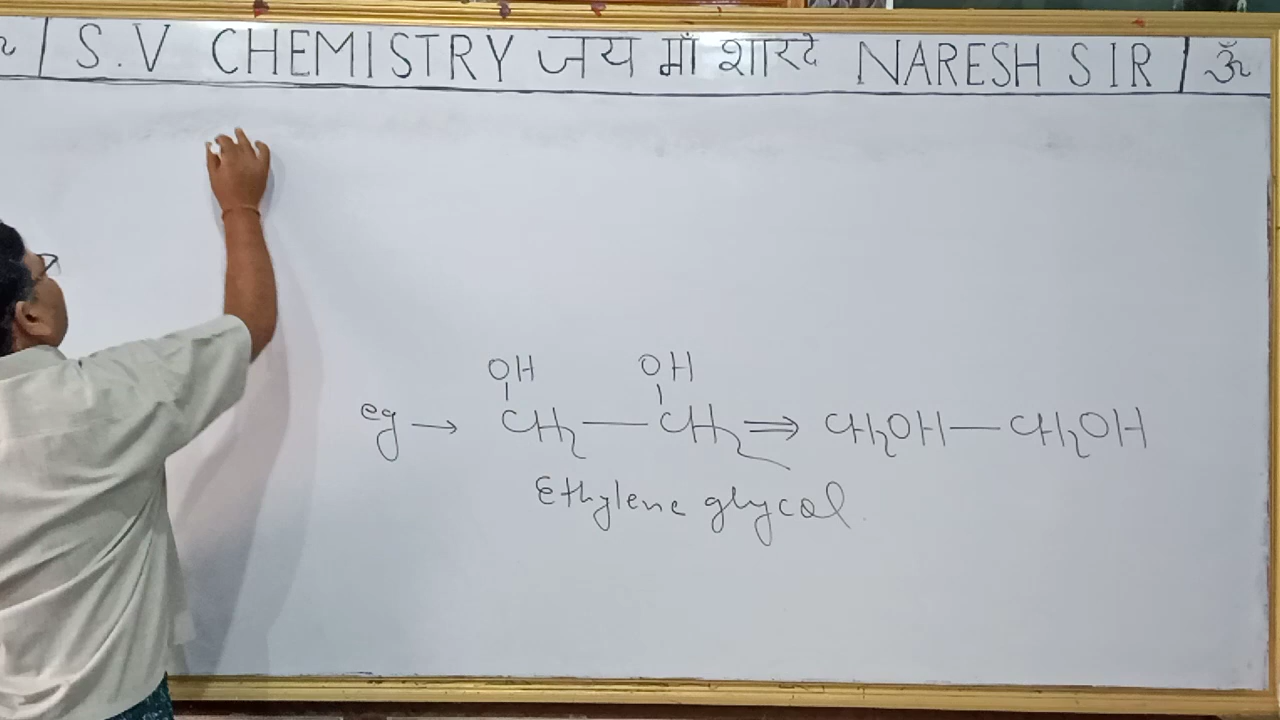 ॐ | S.V CHEMISTRY जय माँ शारदे NARESH SIR | ॐ
OH OH
eg → CH2 — CH2 ⇒ CH2OH — CH2OH
Ethylene glycol